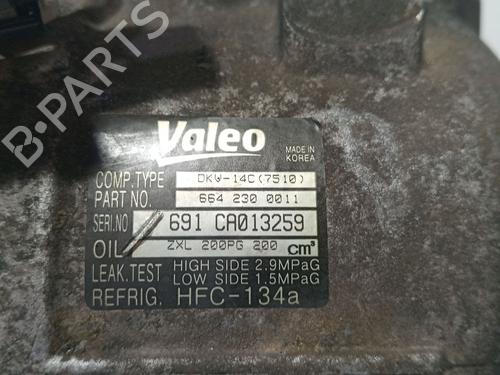 B-PARTS
Valeo
MADE IN
KOREA
COMP.TYPE DKV-14C(7510)
PART NO. 664 230 0011
SERI.NO 691 CA013259
OIL ZXL 200PG 200 cm³
LEAK.TEST HIGH SIDE 2.9MPaG
LOW SIDE 1.5MPaG
REFRIG. HFC-134a